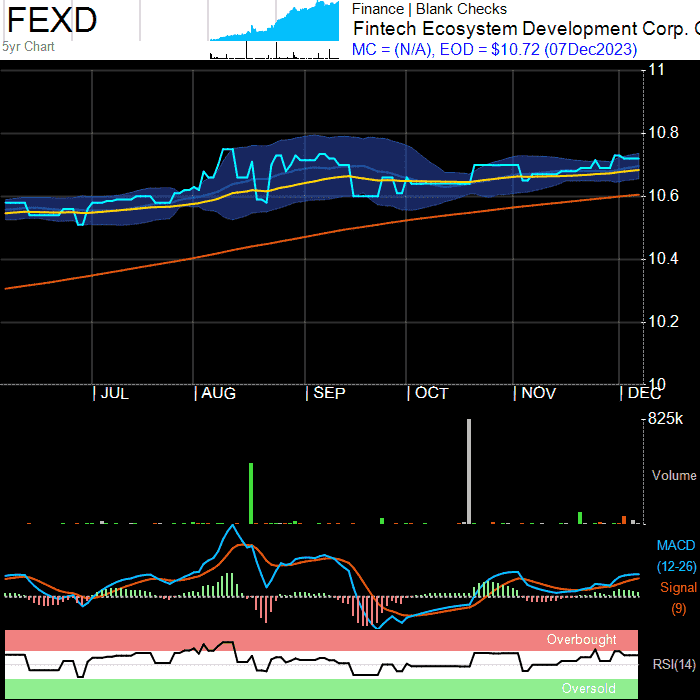 FEXD
5yr Chart
Finance | Blank Checks
Fintech Ecosystem Development Corp.
MC = (N/A), EOD = $10.72 (07Dec2023)
11
10.8
10.6
10.4
10.2
10
JUL AUG SEP OCT NOV DEC
825k
Volume
MACD
(12-26)
Signal
(9)
Overbought
RSI(14)
Oversold